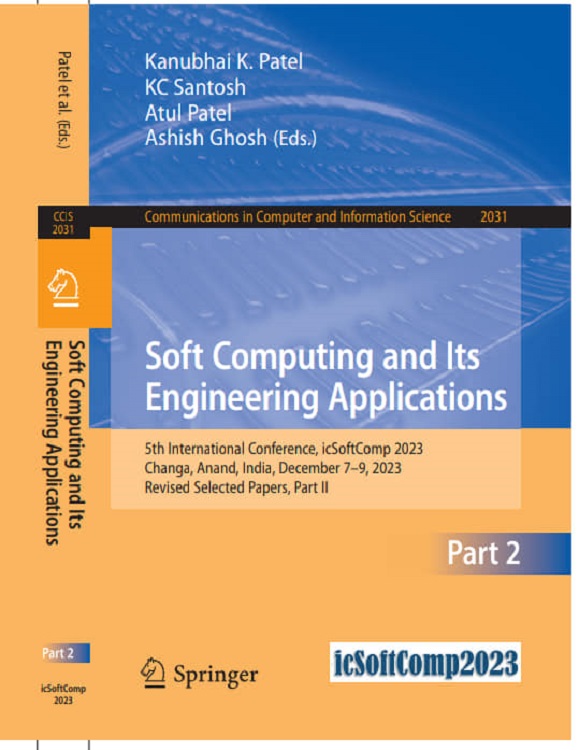 Patel et al. (Eds.)
CCIS
2031
Soft Computing and Its
Engineering Applications
Part 2
icSoftComp
2023
Kanubhai K. Patel
KC Santosh
Atul Patel
Ashish Ghosh (Eds.)
Communications in Computer and Information Science 2031
Soft Computing and Its
Engineering Applications
5th International Conference, icSoftComp 2023
Changa, Anand, India, December 7–9, 2023
Revised Selected Papers, Part II
Part 2
Springer
icSoftComp2023